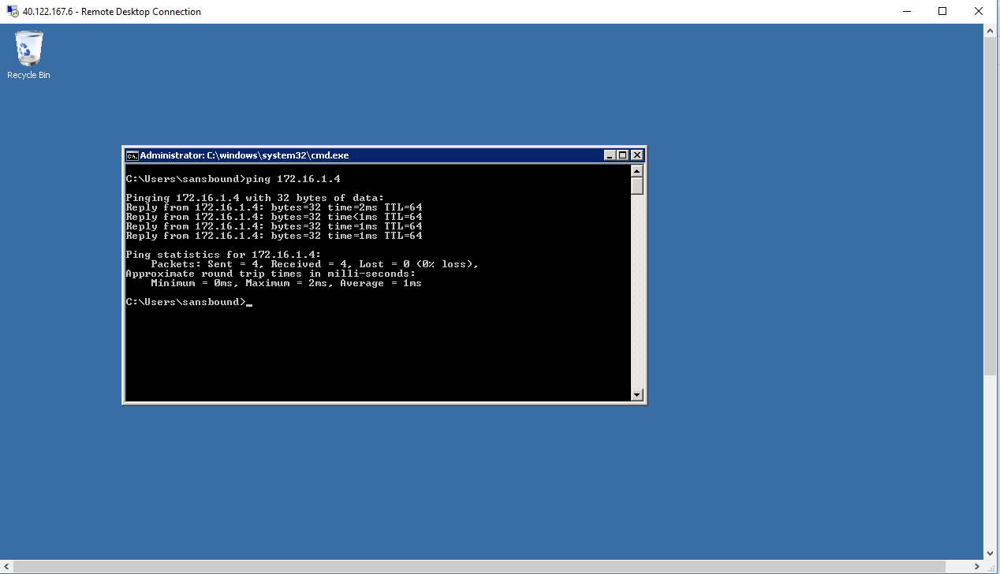 40.122.167.6 - Remote Desktop Connection
Recycle Bin
Administrator: C:\windows\system32\cmd.exe
C:\Users\sansbound>ping 172.16.1.4
Pinging 172.16.1.4 with 32 bytes of data:
Reply from 172.16.1.4: bytes=32 time=2ms TTL=64
Reply from 172.16.1.4: bytes=32 time<1ms TTL=64
Reply from 172.16.1.4: bytes=32 time=1ms TTL=64
Reply from 172.16.1.4: bytes=32 time=1ms TTL=64
Ping statistics for 172.16.1.4:
    Packets: Sent = 4, Received = 4, Lost = 0 (0% loss),
Approximate round trip times in milli-seconds:
    Minimum = 0ms, Maximum = 2ms, Average = 1ms
C:\Users\sansbound>_